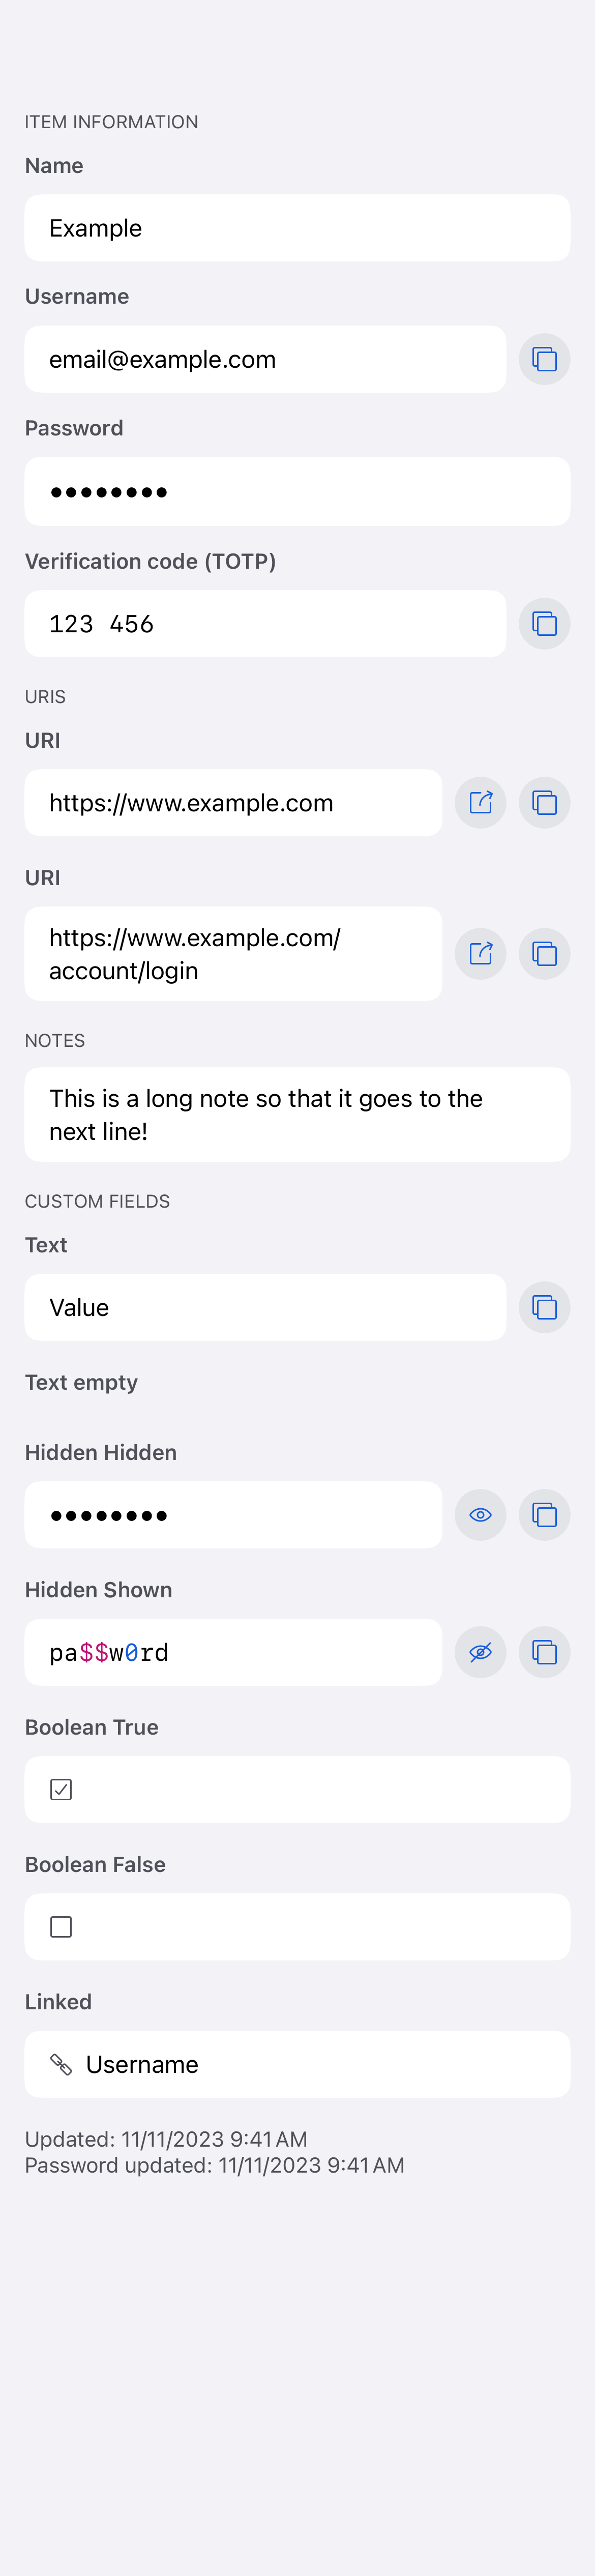 ITEM INFORMATION
Name
Example
Username
email@example.com
Password
••••••••
Verification code (TOTP)
123 456
URIS
URI
https://www.example.com
URI
https://www.example.com/
account/login
NOTES
This is a long note so that it goes to the
next line!
CUSTOM FIELDS
Text
Value
Text empty
Hidden Hidden
••••••••
Hidden Shown
pa$$w0rd
Boolean True
Boolean False
Linked
Username
Updated: 11/11/2023 9:41 AM
Password updated: 11/11/2023 9:41 AM